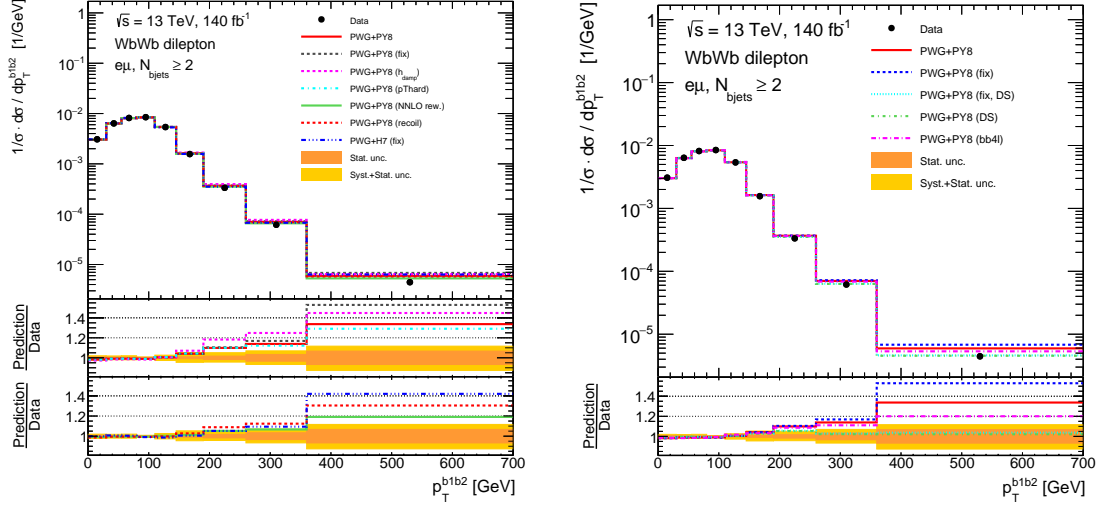 √s = 13 TeV, 140 fb⁻¹
WbWb dilepton
eμ, N_bjets ≥ 2
Data
PWG+PY8
PWG+PY8 (fix)
PWG+PY8 (h_damp)
PWG+PY8 (pThard)
PWG+PY8 (NNLO rew.)
PWG+PY8 (recoil)
PWG+H7 (fix)
Stat. unc.
Syst.+Stat. unc.
1/σ · dσ / dp_T^b1b2 [1/GeV]
1
10⁻¹
10⁻²
10⁻³
10⁻⁴
10⁻⁵
Prediction
Data
1.4
1.2
1
Prediction
Data
1.4
1.2
1
0 100 200 300 400 500 600 700
p_T^b1b2 [GeV]
√s = 13 TeV, 140 fb⁻¹
WbWb dilepton
eμ, N_bjets ≥ 2
Data
PWG+PY8
PWG+PY8 (fix)
PWG+PY8 (fix, DS)
PWG+PY8 (DS)
PWG+PY8 (bb4l)
Stat. unc.
Syst.+Stat. unc.
1/σ · dσ / dp_T^b1b2 [1/GeV]
1
10⁻¹
10⁻²
10⁻³
10⁻⁴
10⁻⁵
Prediction
Data
1.4
1.2
1
0 100 200 300 400 500 600 700
p_T^b1b2 [GeV]